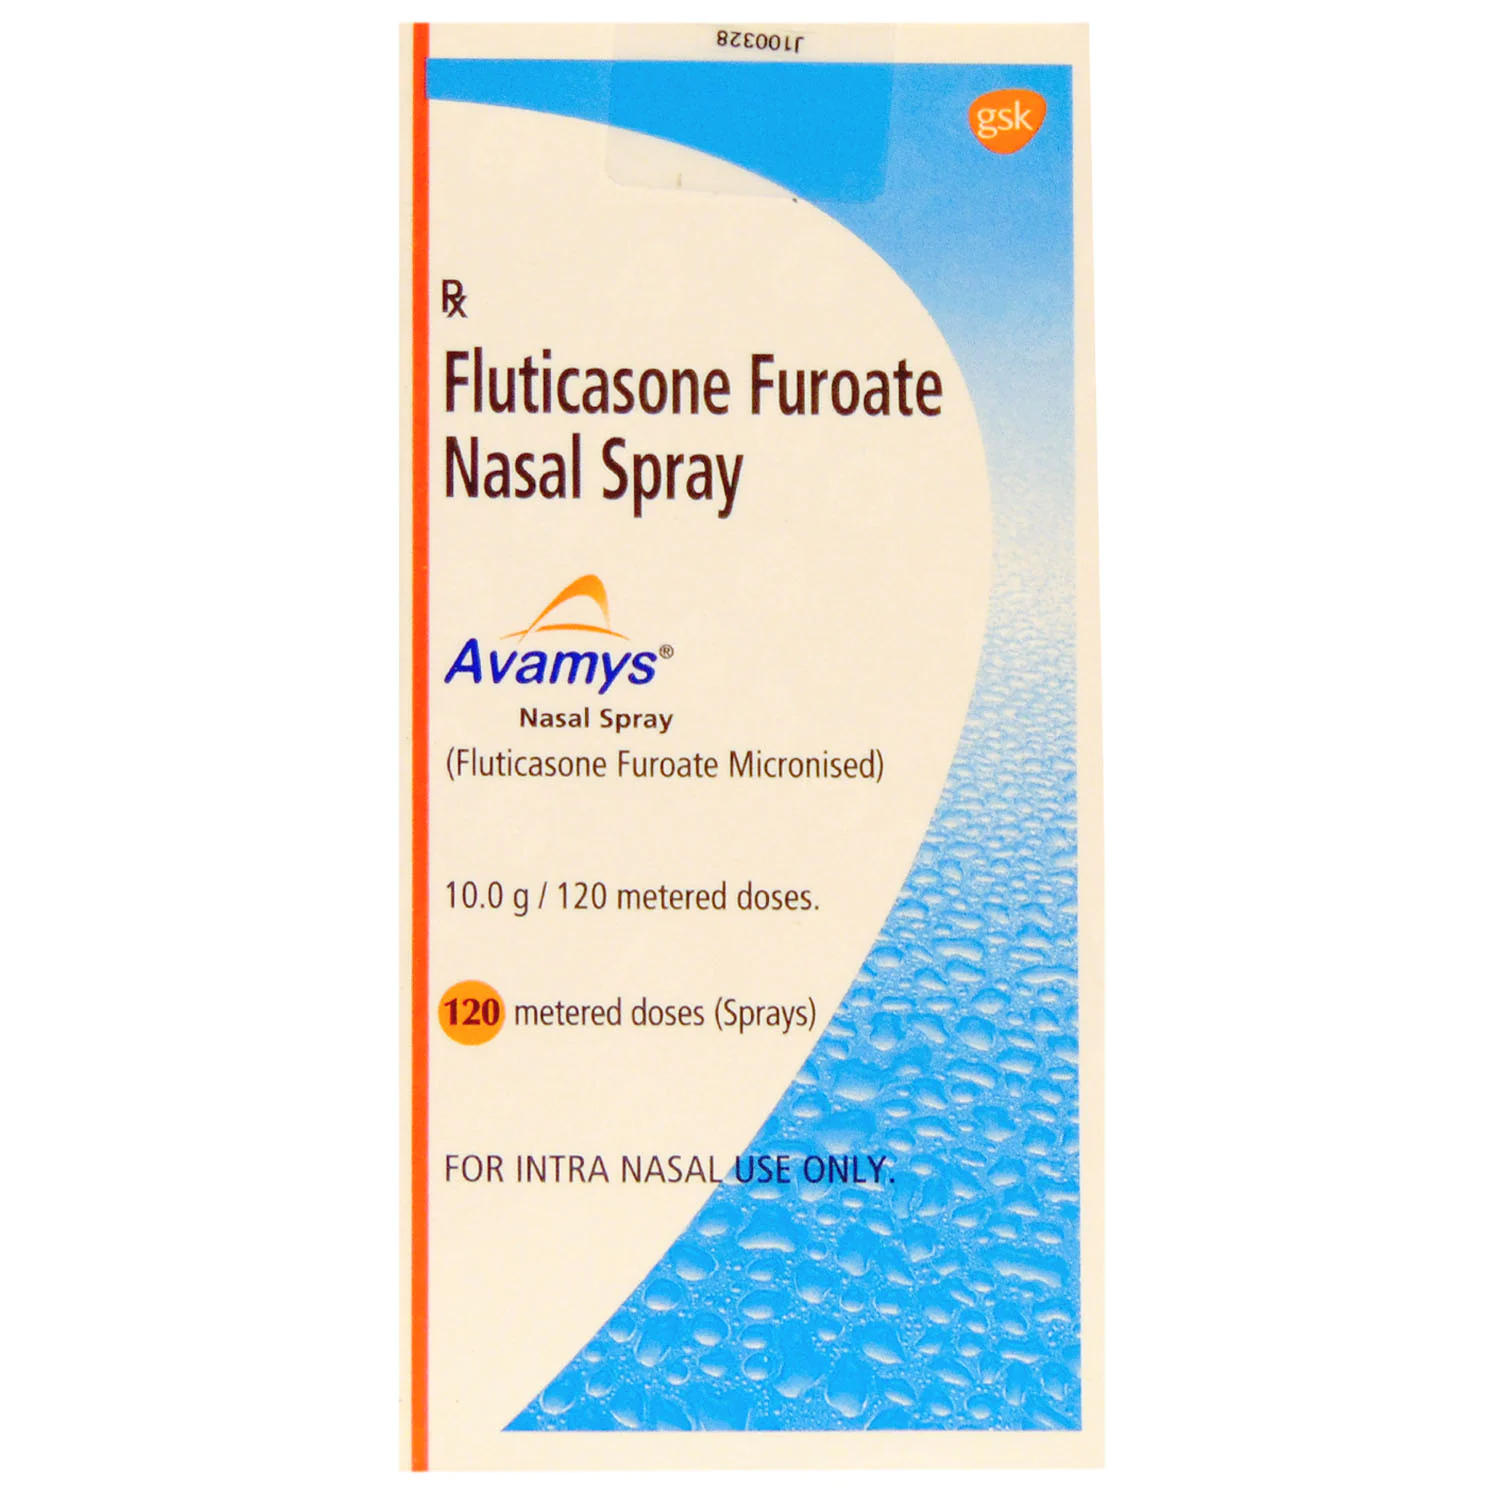 J100328
gsk
Rx
Fluticasone Furoate
Nasal Spray
Avamys®
Nasal Spray
(Fluticasone Furoate Micronised)
10.0 g / 120 metered doses.
120 metered doses (Sprays)
FOR INTRA NASAL USE ONLY.